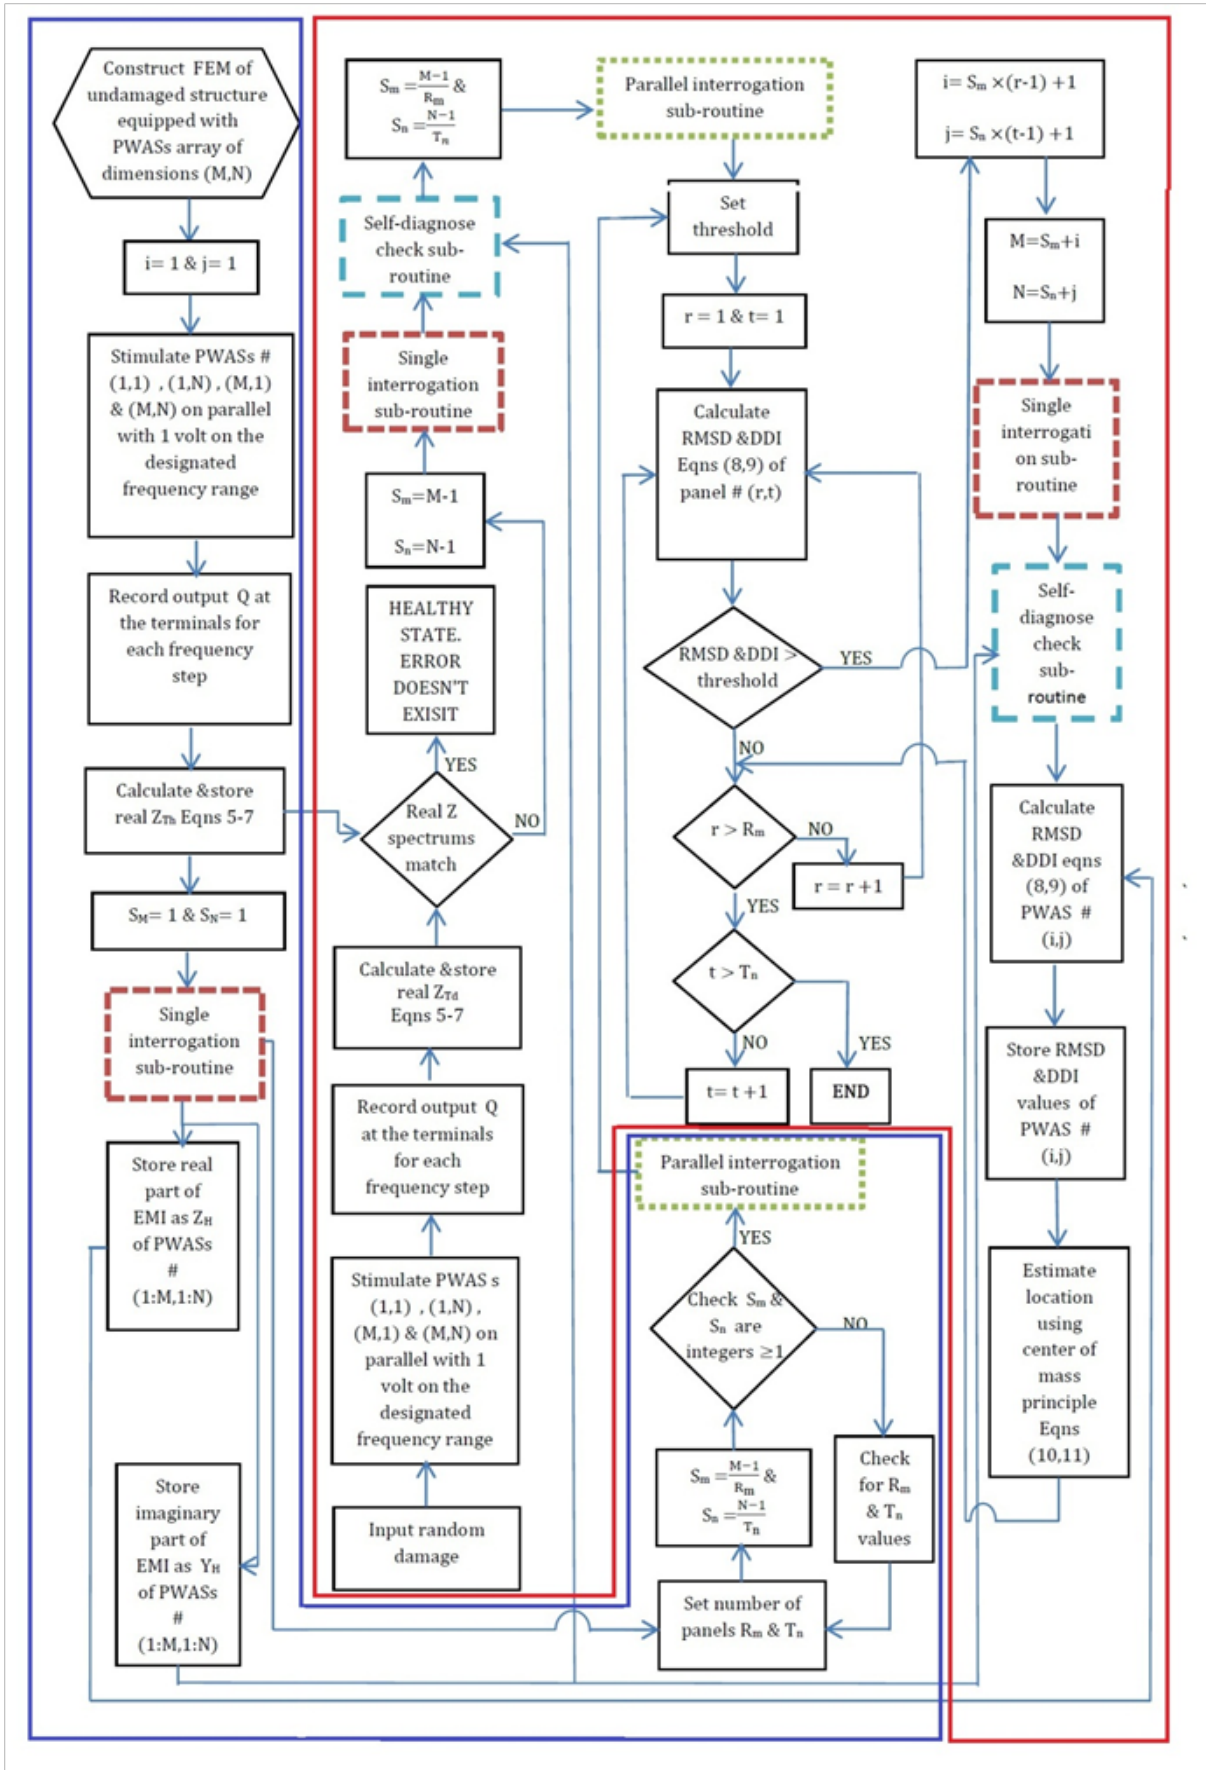 Construct FEM of
undamaged structure
equipped with
PWASs array of
dimensions (M,N)
i= 1 & j= 1
Stimulate PWASs #
(1,1) , (1,N) , (M,1)
& (M,N) on parallel
with 1 volt on the
designated
frequency range
Record output Q at
the terminals for
each frequency
step
Calculate &store
real ZTh Eqns 5-7
SM= 1 & SN= 1
Single
interrogation
sub-routine
Store real
part of
EMI as ZH
of PWASs
#
(1:M,1:N)
Store
imaginary
part of
EMI as YH
of PWASs
#
(1:M,1:N)
Sm = M−1/Rm &
Sn = N−1/Tn
Self-diagnose
check sub-
routine
Single
interrogation
sub-routine
Sm=M-1
Sn=N-1
HEALTHY
STATE.
ERROR
DOESN'T
EXISIT
YES
Real Z
spectrums
match
NO
Calculate &store
real ZTd
Eqns 5-7
Record output Q
at the terminals
for each
frequency step
Stimulate PWAS s
(1,1) , (1,N) ,
(M,1) & (M,N) on
parallel with 1
volt on the
designated
frequency range
Input random
damage
Parallel interrogation
sub-routine
Set
threshold
r = 1 & t= 1
Calculate
RMSD &DDI
Eqns (8,9) of
panel # (r,t)
RMSD &DDI >
threshold
YES
NO
r > Rm
NO
r = r +1
YES
t > Tn
NO
YES
t= t +1
END
Parallel interrogation
sub-routine
YES
Check Sm &
Sn are
integers ≥1
NO
Sm = M−1/Rm &
Sn = N−1/Tn
Check
for Rm
& Tn
values
Set number of
panels Rm & Tn
i= Sm ×(r-1) +1
j= Sn ×(t-1) +1
M=Sm+i
N=Sn+j
Single
interrogati
on sub-
routine
Self-
diagnose
check
sub-
routine
Calculate
RMSD
&DDI eqns
(8,9) of
PWAS #
(i,j)
Store RMSD
&DDI
values of
PWAS #
(i,j)
Estimate
location
using
center of
mass
principle
Eqns
(10,11)